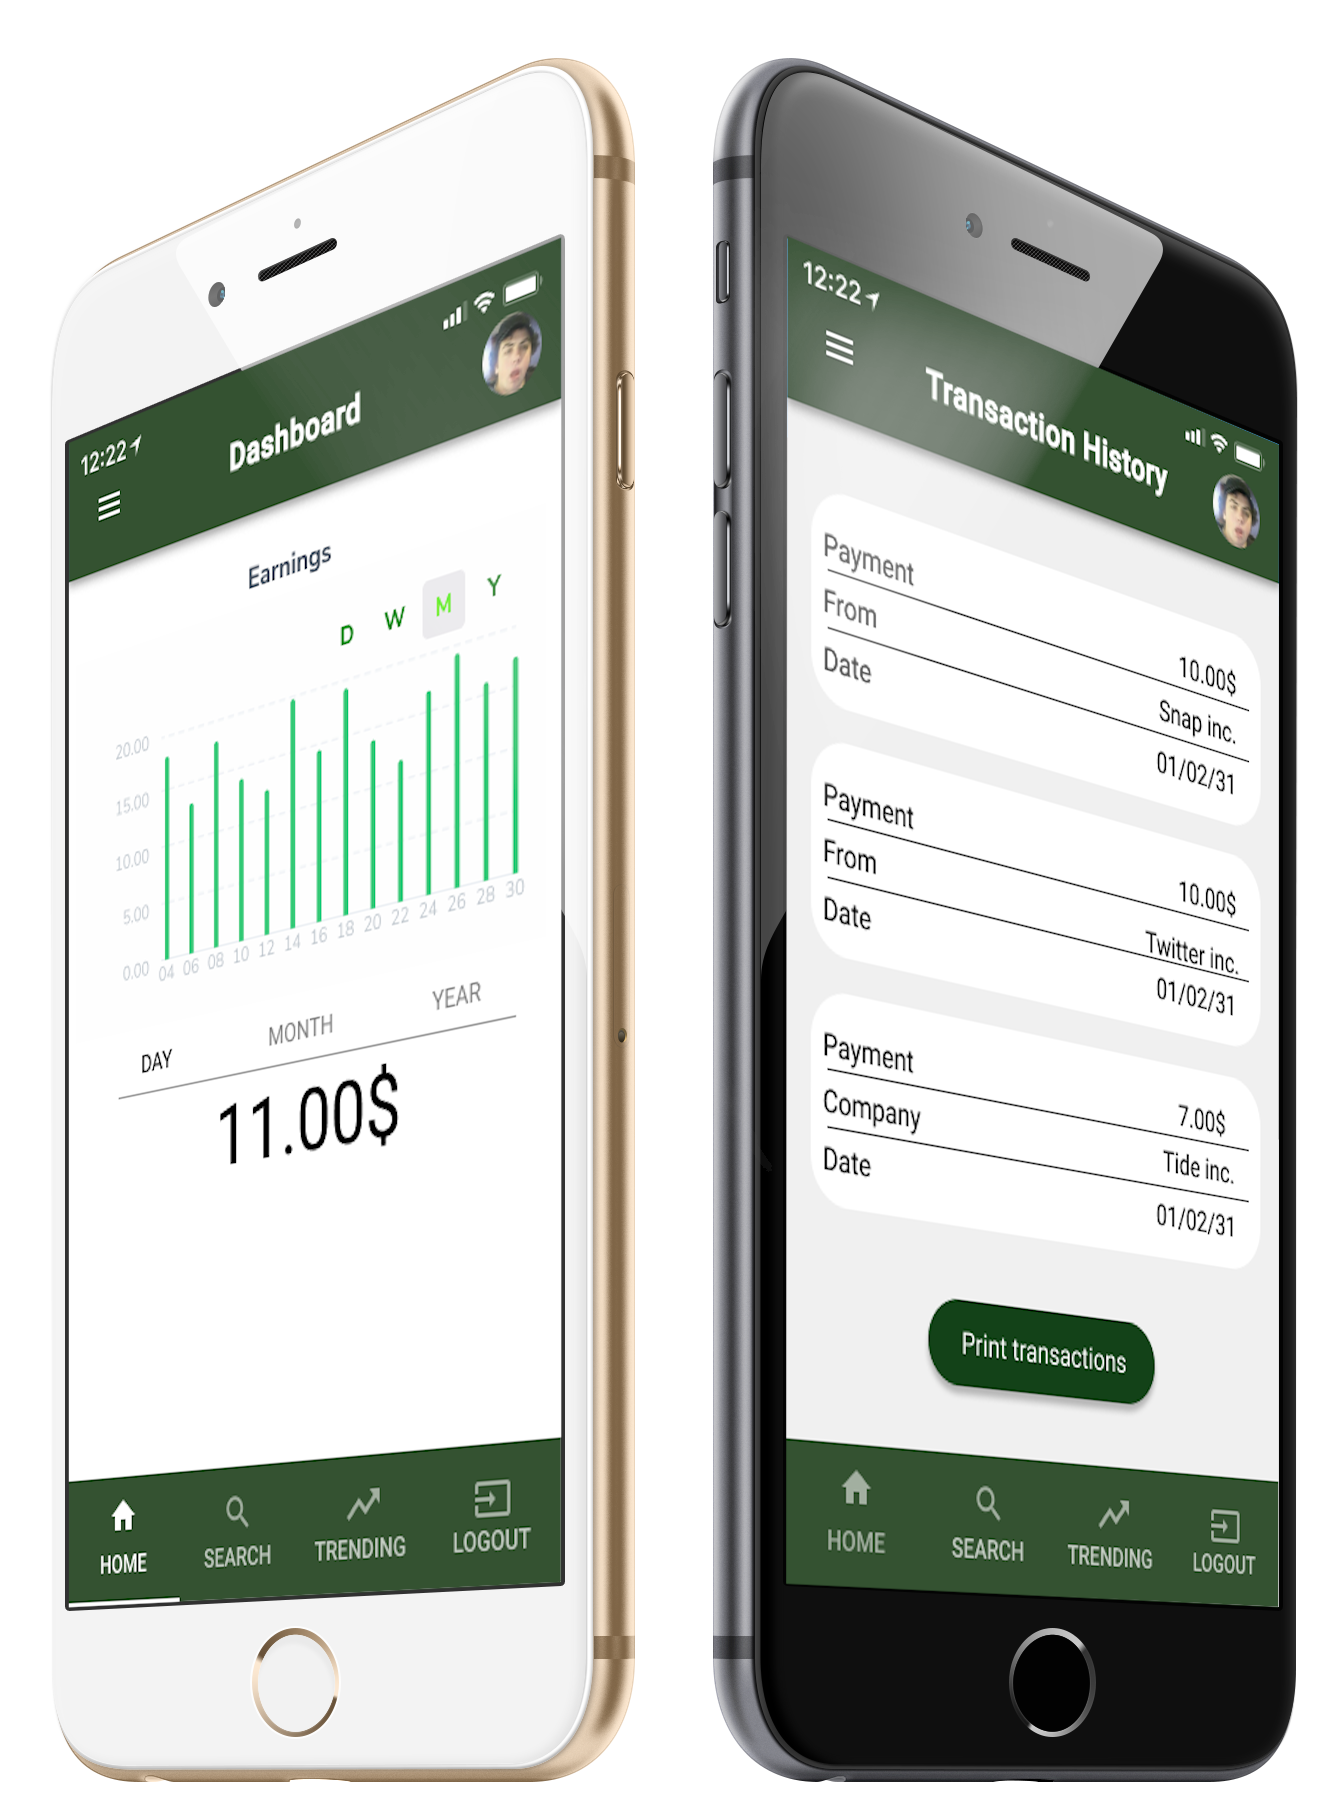 12:22
Dashboard
Earnings
D W M Y
20.00
15.00
10.00
5.00
0.00
04 06 08 10 12 14 16 18 20 22 24 26 28 30
DAY MONTH YEAR
11.00$
HOME SEARCH TRENDING LOGOUT
12:22
Transaction History
Payment
10.00$
From
Snap inc.
Date
01/02/31
Payment
10.00$
From
Twitter inc.
Date
01/02/31
Payment
7.00$
Company
Tide inc.
Date
01/02/31
Print transactions
HOME SEARCH TRENDING LOGOUT